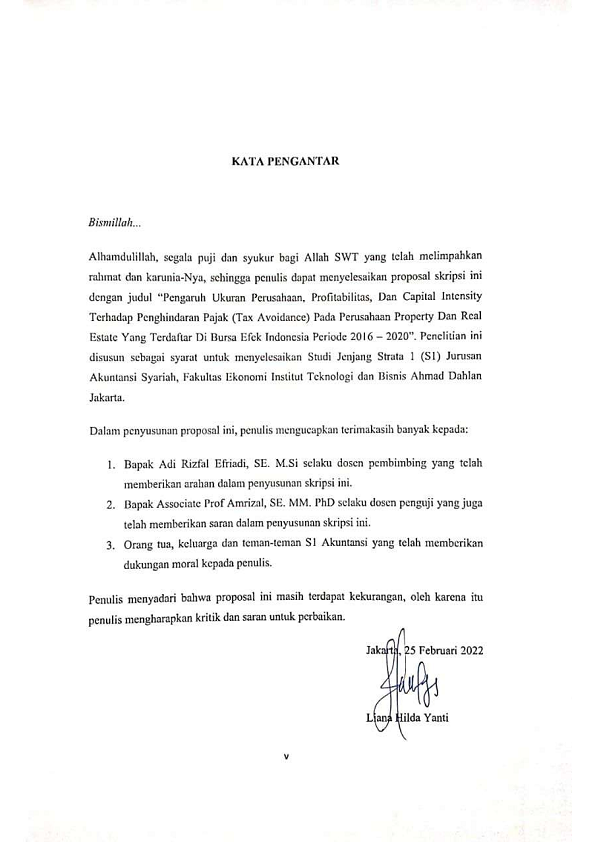 KATA PENGANTAR
Bismillah...
Alhamdulillah, segala puji dan syukur bagi Allah SWT yang telah melimpahkan
rahmat dan karunia-Nya, sehingga penulis dapat menyelesaikan proposal skripsi ini
dengan judul “Pengaruh Ukuran Perusahaan, Profitabilitas, Dan Capital Intensity
Terhadap Penghindaran Pajak (Tax Avoidance) Pada Perusahaan Property Dan Real
Estate Yang Terdaftar Di Bursa Efek Indonesia Periode 2016 – 2020”. Penelitian ini
disusun sebagai syarat untuk menyelesaikan Studi Jenjang Strata 1 (S1) Jurusan
Akuntansi Syariah, Fakultas Ekonomi Institut Teknologi dan Bisnis Ahmad Dahlan
Jakarta.
Dalam penyusunan proposal ini, penulis mengucapkan terimakasih banyak kepada:
1. Bapak Adi Rizfal Efriadi, SE. M.Si selaku dosen pembimbing yang telah
memberikan arahan dalam penyusunan skripsi ini.
2. Bapak Associate Prof Amrizal, SE. MM. PhD selaku dosen penguji yang juga
telah memberikan saran dalam penyusunan skripsi ini.
3. Orang tua, keluarga dan teman-teman S1 Akuntansi yang telah memberikan
dukungan moral kepada penulis.
Penulis menyadari bahwa proposal ini masih terdapat kekurangan, oleh karena itu
penulis mengharapkan kritik dan saran untuk perbaikan.
Jakarta, 25 Februari 2022
Liana Hilda Yanti
v